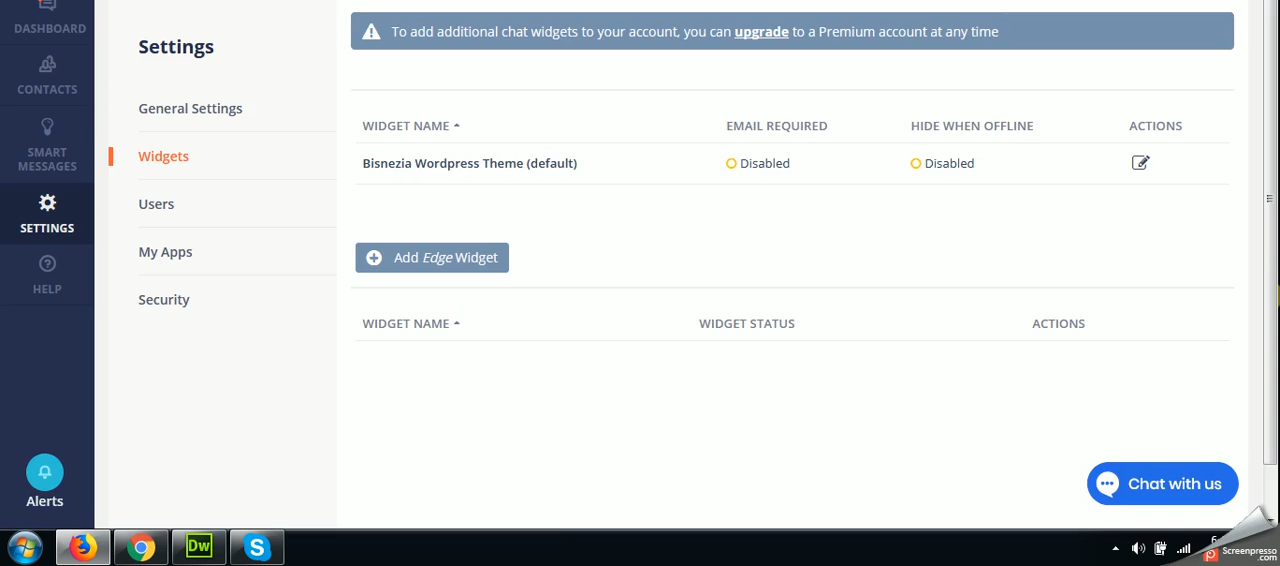 DASHBOARD
CONTACTS
SMART
MESSAGES
SETTINGS
HELP
Alerts
Settings
General Settings
Widgets
Users
My Apps
Security
To add additional chat widgets to your account, you can upgrade to a Premium account at any time
WIDGET NAME EMAIL REQUIRED HIDE WHEN OFFLINE ACTIONS
Bisnezia Wordpress Theme (default) Disabled Disabled
Add Edge Widget
WIDGET NAME WIDGET STATUS ACTIONS
Chat with us
Dw
Screenpresso
.com